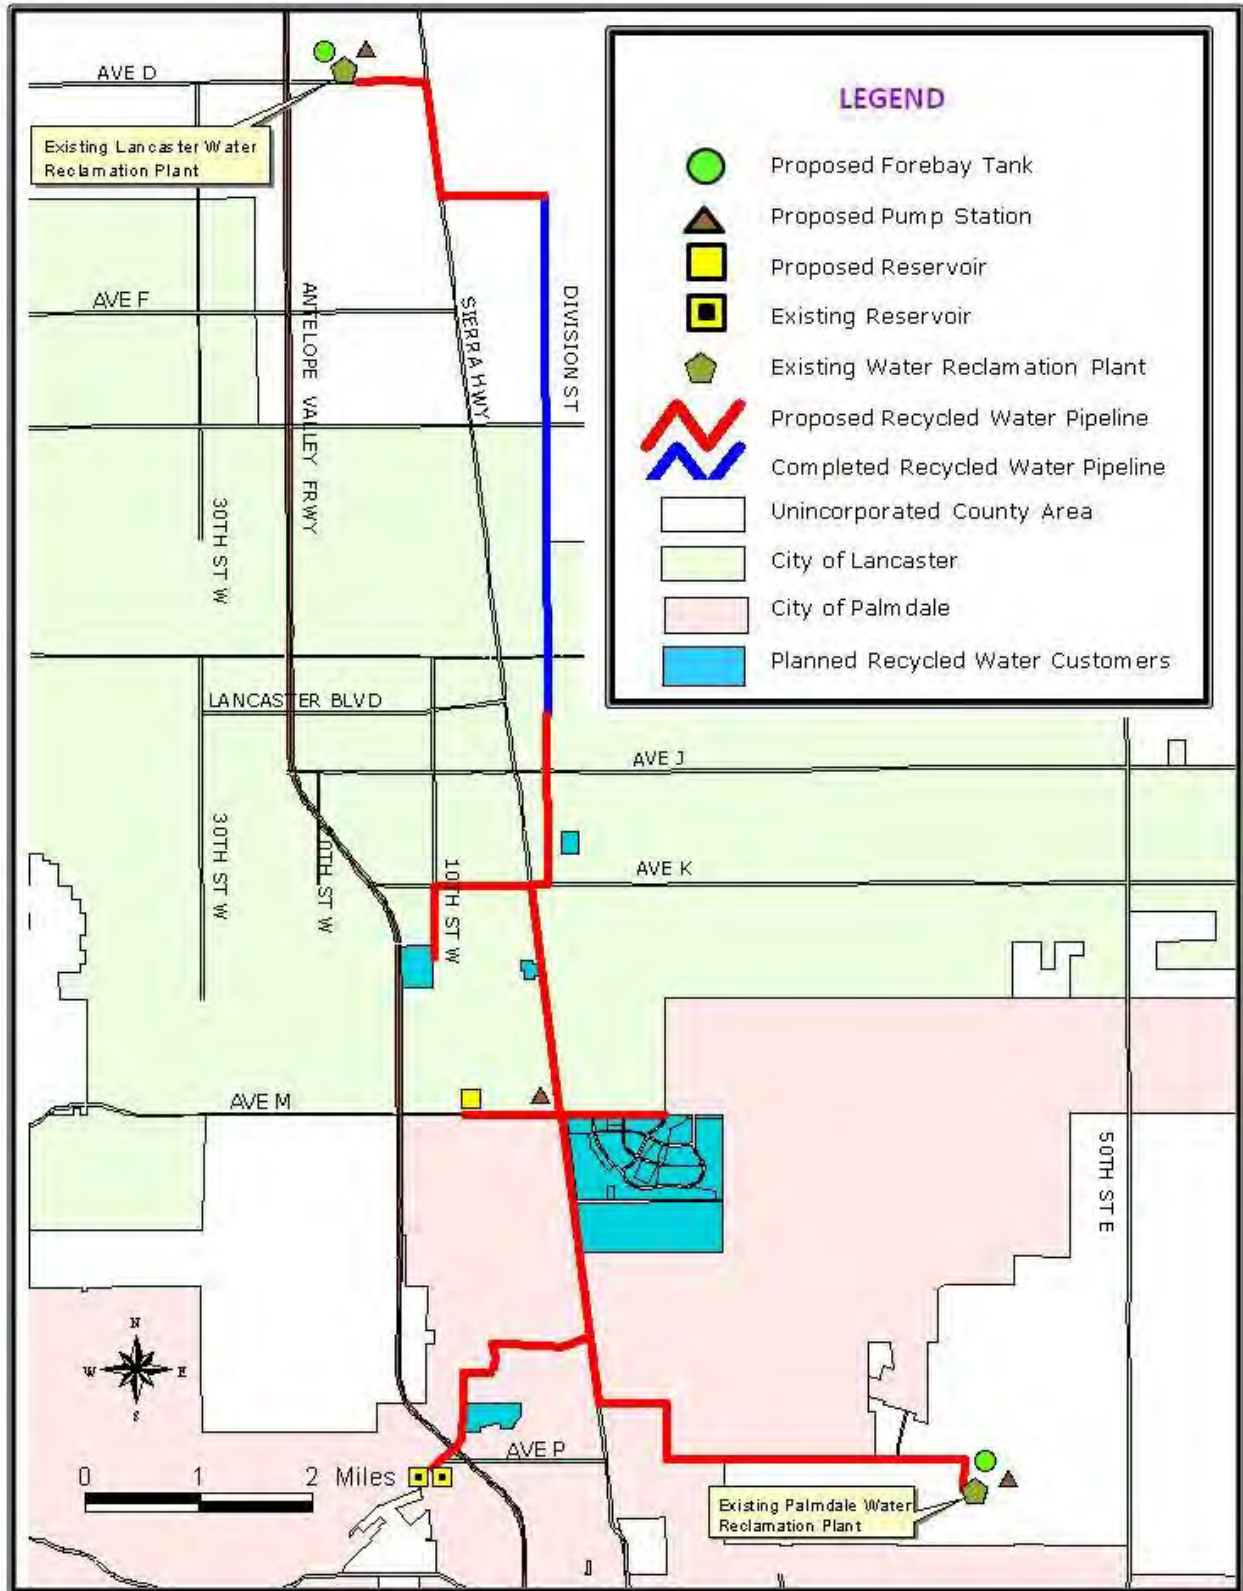 AVE D
Existing Lancaster Water
Reclamation Plant
LEGEND
Proposed Forebay Tank
Proposed Pump Station
Proposed Reservoir
Existing Reservoir
Existing Water Reclamation Plant
Proposed Recycled Water Pipeline
Completed Recycled Water Pipeline
Unincorporated County Area
City of Lancaster
City of Palmdale
Planned Recycled Water Customers
AVE F
ANTELOPE VALLEY FRWY
SIERRA HWY
DIVISION ST
30TH ST W
LANCASTER BLVD
AVE J
30TH ST W
0TH ST W
10TH ST W
AVE K
AVE M
50TH ST E
N
W E
S
AVE P
0 1 2 Miles
Existing Palmdale Water
Reclamation Plant